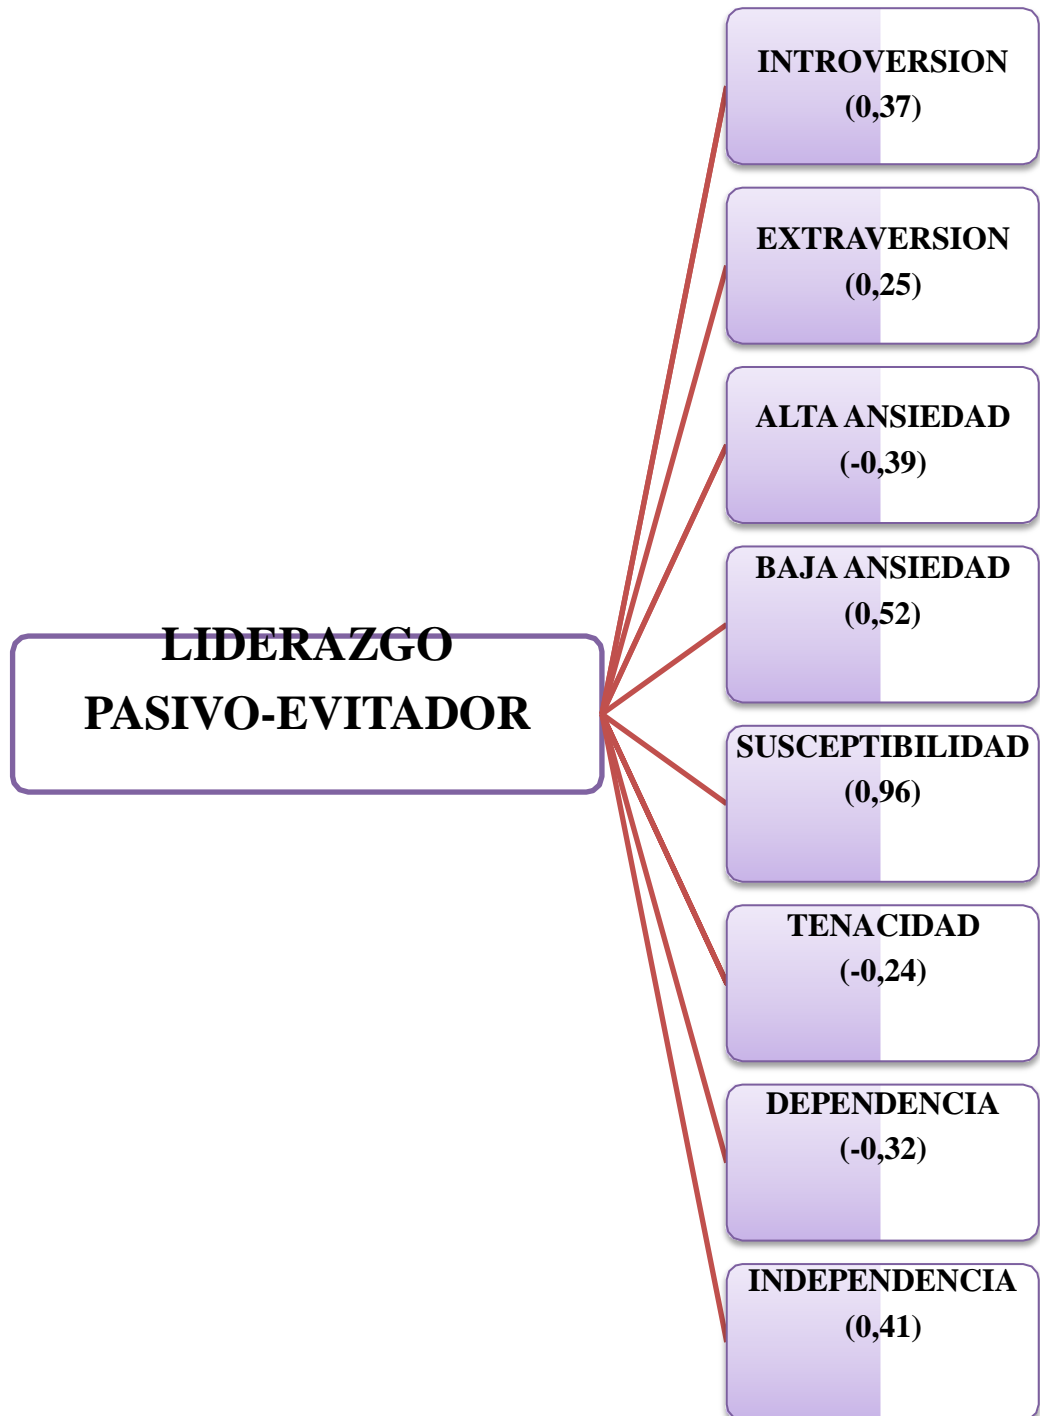 INTROVERSION
(0,37)
EXTRAVERSION
(0,25)
ALTA ANSIEDAD
(-0,39)
BAJA ANSIEDAD
(0,52)
LIDERAZGO
PASIVO-EVITADOR
SUSCEPTIBILIDAD
(0,96)
TENACIDAD
(-0,24)
DEPENDENCIA
(-0,32)
INDEPENDENCIA
(0,41)